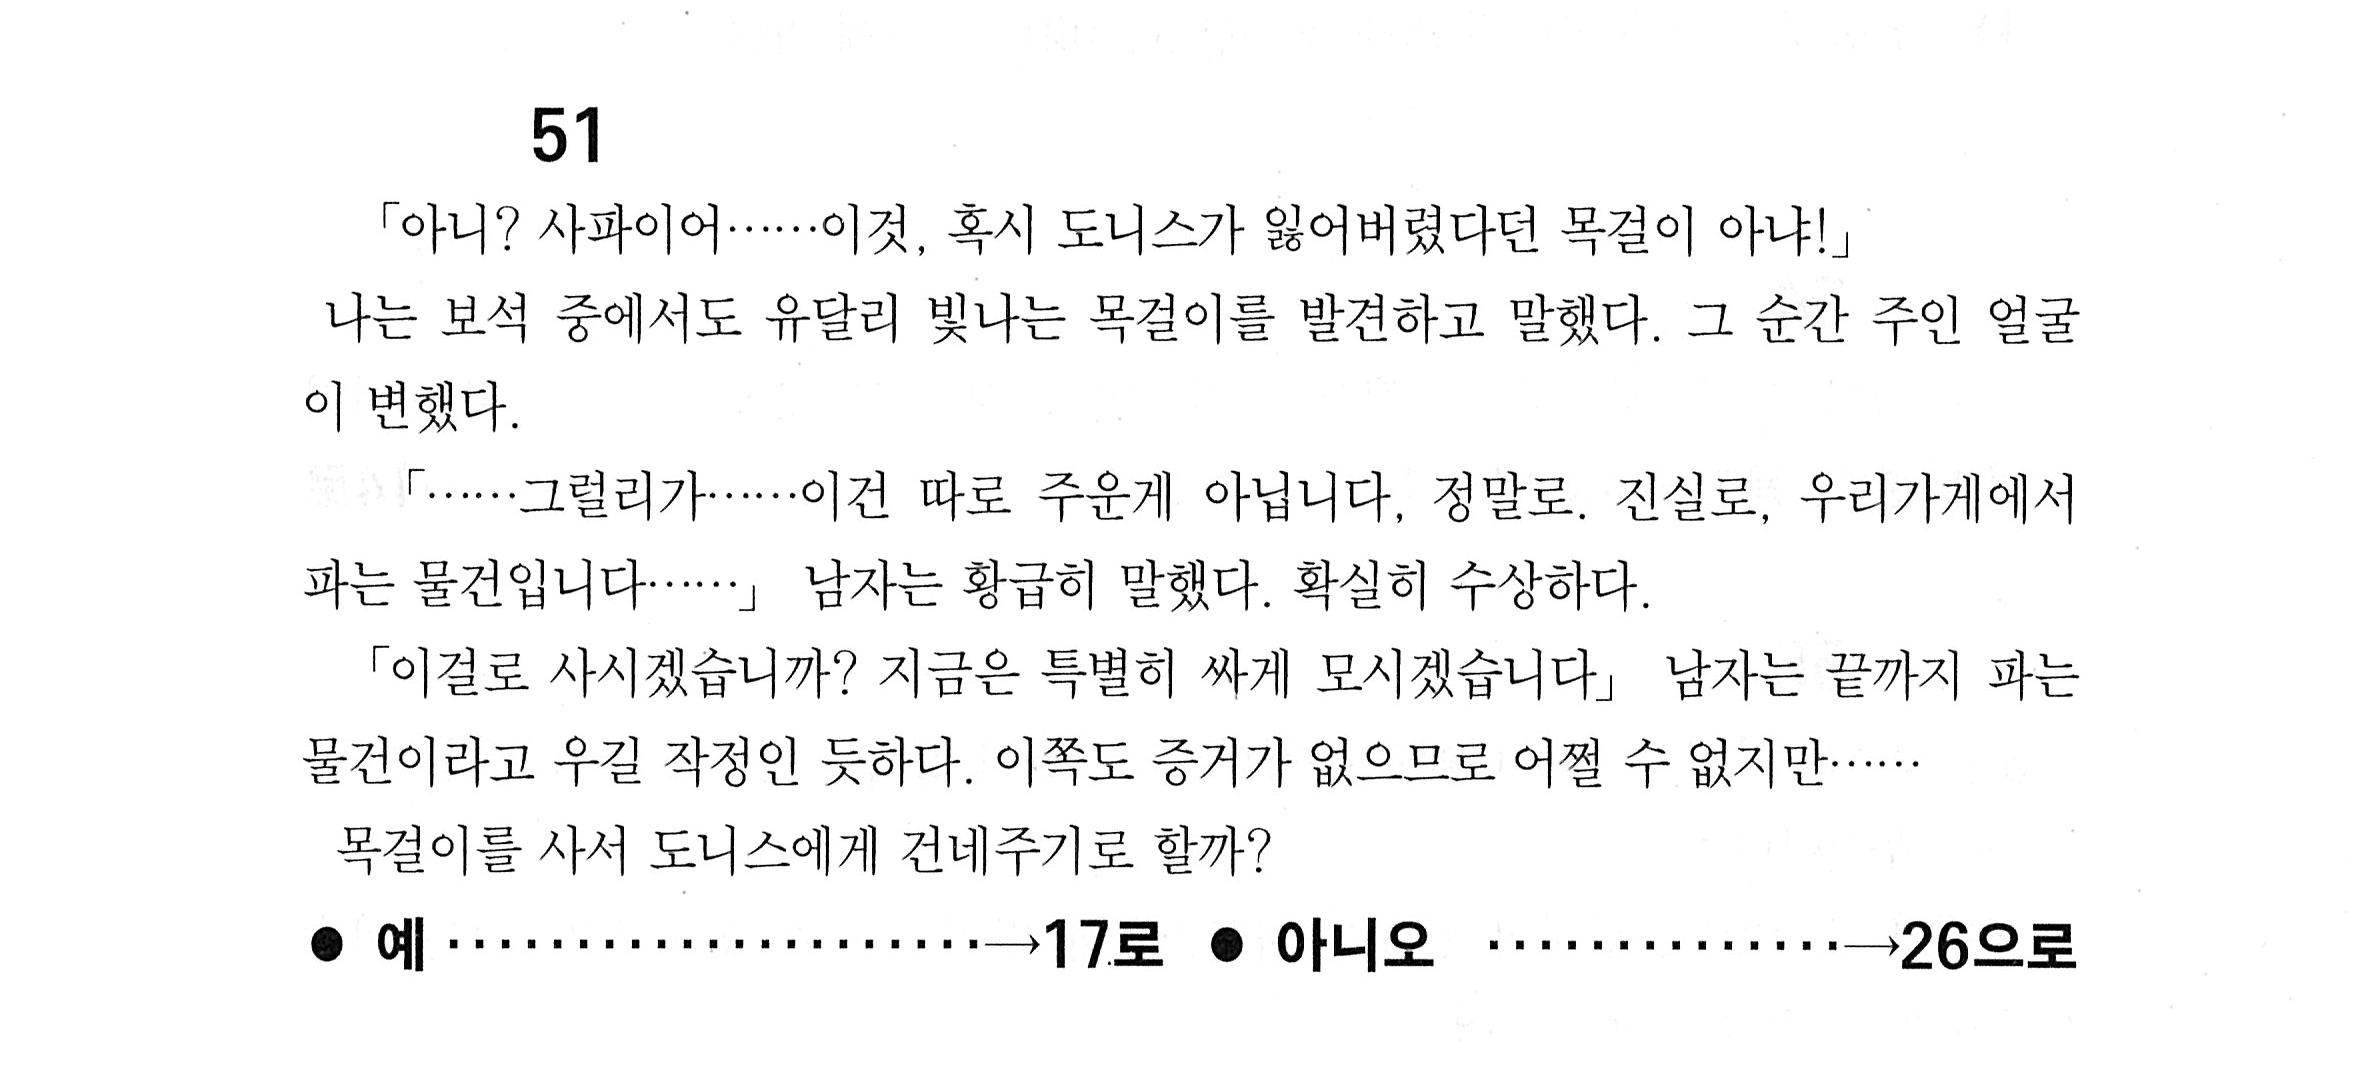 51
「아니? 사파이어……이것, 혹시 도니스가 잃어버렸다던 목걸이 아냐!」
나는 보석 중에서도 유달리 빛나는 목걸이를 발견하고 말했다. 그 순간 주인 얼굴
이 변했다.
「……그럴리가……이건 따로 주운게 아닙니다, 정말로. 진실로, 우리가게에서
파는 물건입니다……」 남자는 황급히 말했다. 확실히 수상하다.
「이걸로 사시겠습니까? 지금은 특별히 싸게 모시겠습니다」 남자는 끝까지 파는
물건이라고 우길 작정인 듯하다. 이쪽도 증거가 없으므로 어쩔 수 없지만……
목걸이를 사서 도니스에게 건네주기로 할까?
● 예 ·····················→17로 ● 아니오 ··············→26으로